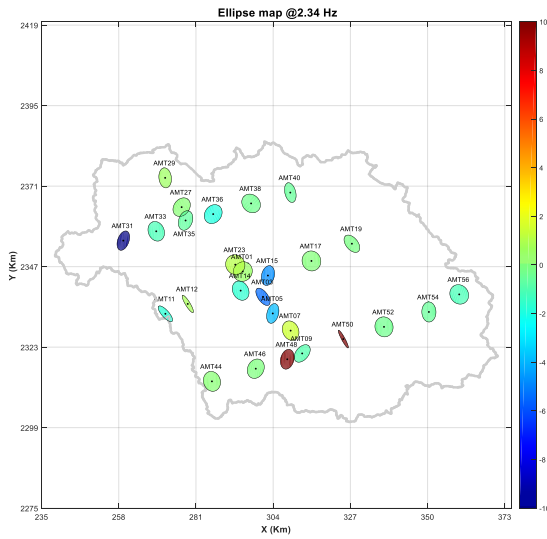 Ellipse map @2.34 Hz
2419
2395
2371
2347
2323
2299
2275
Y (Km)
235
258
281
304
327
350
373
X (Km)
10
8
6
4
2
0
-2
-4
-6
-8
-10
AMT29
AMT27
AMT36
AMT38
AMT40
AMT31
AMT33
AMT35
AMT19
AMT23
AMT01
AMT17
AMT15
AMT14
AMT03
AMT12
MT11
AMT05
AMT56
AMT54
AMT07
AMT52
AMT50
AMT09
AMT48
AMT46
AMT44